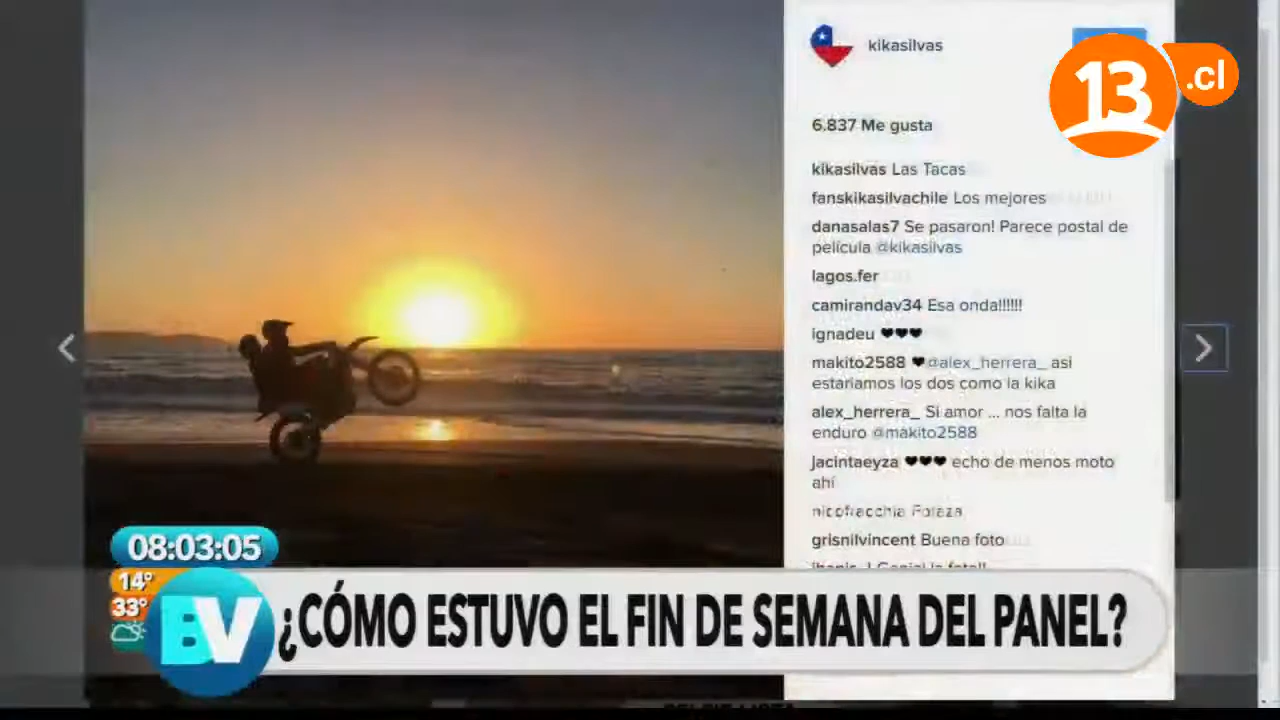 kikasilvas
13.cl
6.837 Me gusta
kikasilvas Las Tacas
fanskikasilvachile Los mejores
danasalas7 Se pasaron! Parece postal de
película @kikasilvas
lagos.fer
camirandav34 Esa onda!!!!!!
ignadeu ♥♥♥
makito2588 ♥@alex_herrera_ asi
estariamos los dos como la kika
alex_herrera_ Si amor ... nos falta la
enduro @makito2588
jacintaeyza ♥♥♥ echo de menos moto
ahí
nicofracchia Fotaza
grisnilvincent Buena foto
08:03:05
14°
33°
BV
¿CÓMO ESTUVO EL FIN DE SEMANA DEL PANEL?